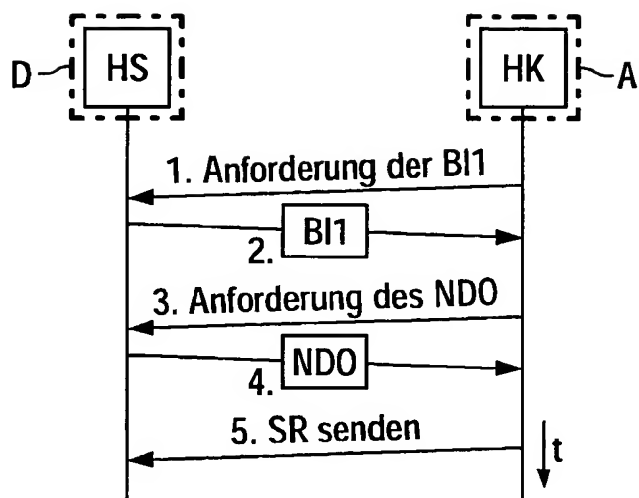 D
HS
HK
A
1. Anforderung der BI1
2. BI1
3. Anforderung des NDO
4. NDO
5. SR senden
t